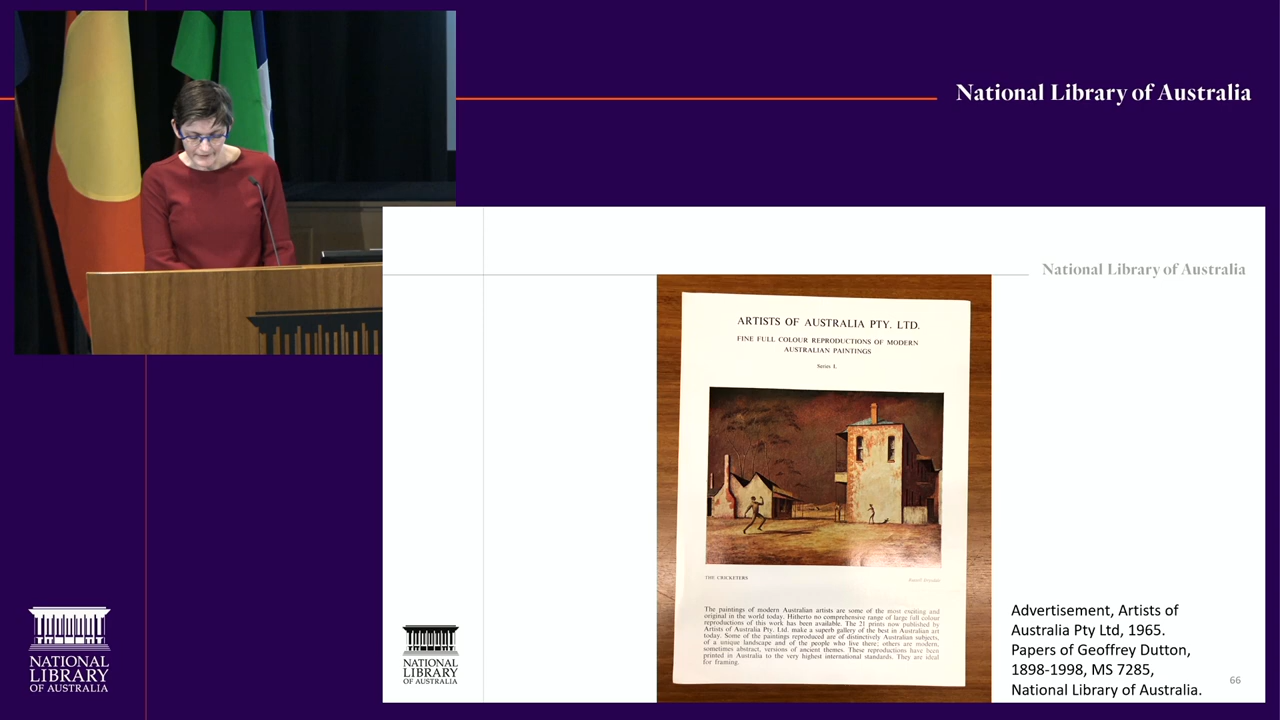 National Library of Australia
National Library of Australia
ARTISTS OF AUSTRALIA PTY. LTD.
FINE FULL COLOUR REPRODUCTIONS OF MODERN
AUSTRALIAN PAINTINGS
Series I.
THE CRICKETERS
The paintings of modern Australian artists are some of the most exciting and
original in the world today. Hitherto no comprehensive range of large full colour
reproductions of this work has been available. The 21 prints now published by
Artists of Australia Pty. Ltd. make a superb gallery of the best in Australian art
today. Some of the paintings reproduced are of distinctively Australian subjects,
of a unique landscape and of the people who live there; others are modern,
sometimes abstract, versions of ancient themes. These reproductions have been
printed in Australia to the very highest international standards. They are ideal
for framing.
Advertisement, Artists of
Australia Pty Ltd, 1965.
Papers of Geoffrey Dutton,
1898-1998, MS 7285,
National Library of Australia.
66
NATIONAL
LIBRARY
OF AUSTRALIA
NATIONAL
LIBRARY
OF AUSTRALIA